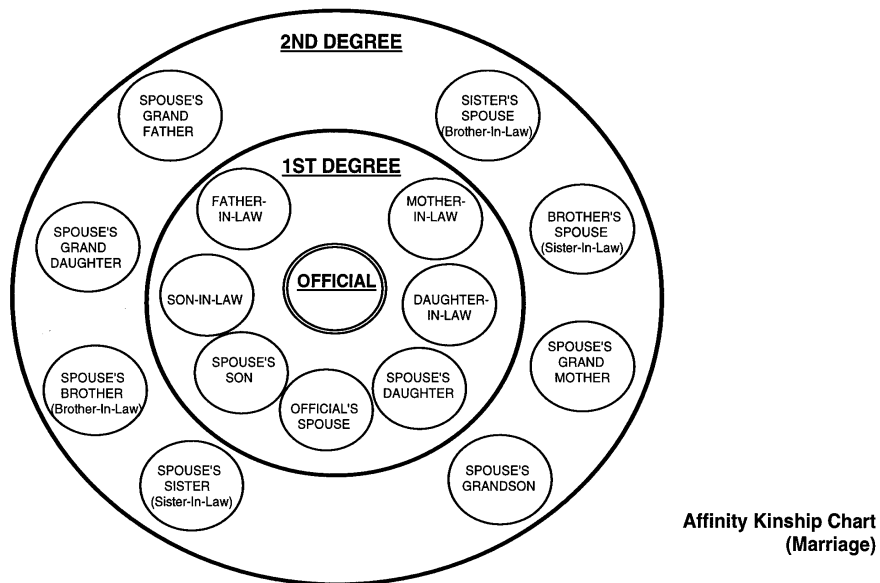 2ND DEGREE
SPOUSE'S
GRAND
FATHER
SISTER'S
SPOUSE
(Brother-In-Law)
1ST DEGREE
FATHER-
IN-LAW
MOTHER-
IN-LAW
SPOUSE'S
GRAND
DAUGHTER
BROTHER'S
SPOUSE
(Sister-In-Law)
OFFICIAL
SON-IN-LAW
DAUGHTER-
IN-LAW
SPOUSE'S
SON
SPOUSE'S
DAUGHTER
OFFICIAL'S
SPOUSE
SPOUSE'S
GRAND
MOTHER
SPOUSE'S
BROTHER
(Brother-In-Law)
SPOUSE'S
SISTER
(Sister-In-Law)
SPOUSE'S
GRANDSON
Affinity Kinship Chart
(Marriage)